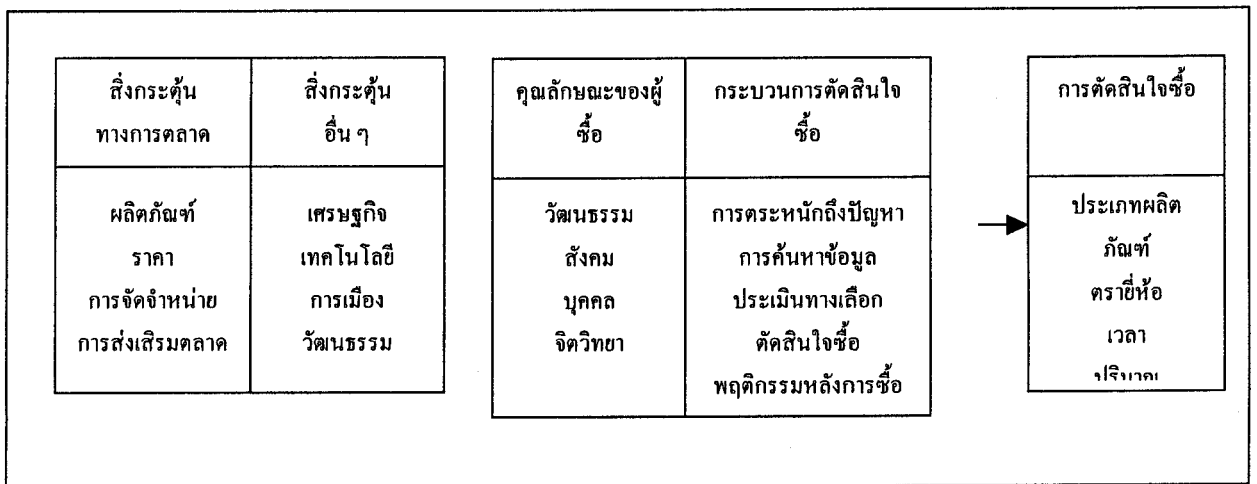 สิ่งกระตุ้น
ทางการตลาด
สิ่งกระตุ้น
อื่น ๆ
ผลิตภัณฑ์
ราคา
การจัดจำหน่าย
การส่งเสริมตลาด
เศรษฐกิจ
เทคโนโลยี
การเมือง
วัฒนธรรม
คุณลักษณะของผู้
ซื้อ
กระบวนการตัดสินใจ
ซื้อ
วัฒนธรรม
สังคม
บุคคล
จิตวิทยา
การตระหนักถึงปัญหา
การค้นหาข้อมูล
ประเมินทางเลือก
ตัดสินใจซื้อ
พฤติกรรมหลังการซื้อ
การตัดสินใจซื้อ
ประเภทผลิต
ภัณฑ์
ตรายี่ห้อ
เวลา
ปริมาณ